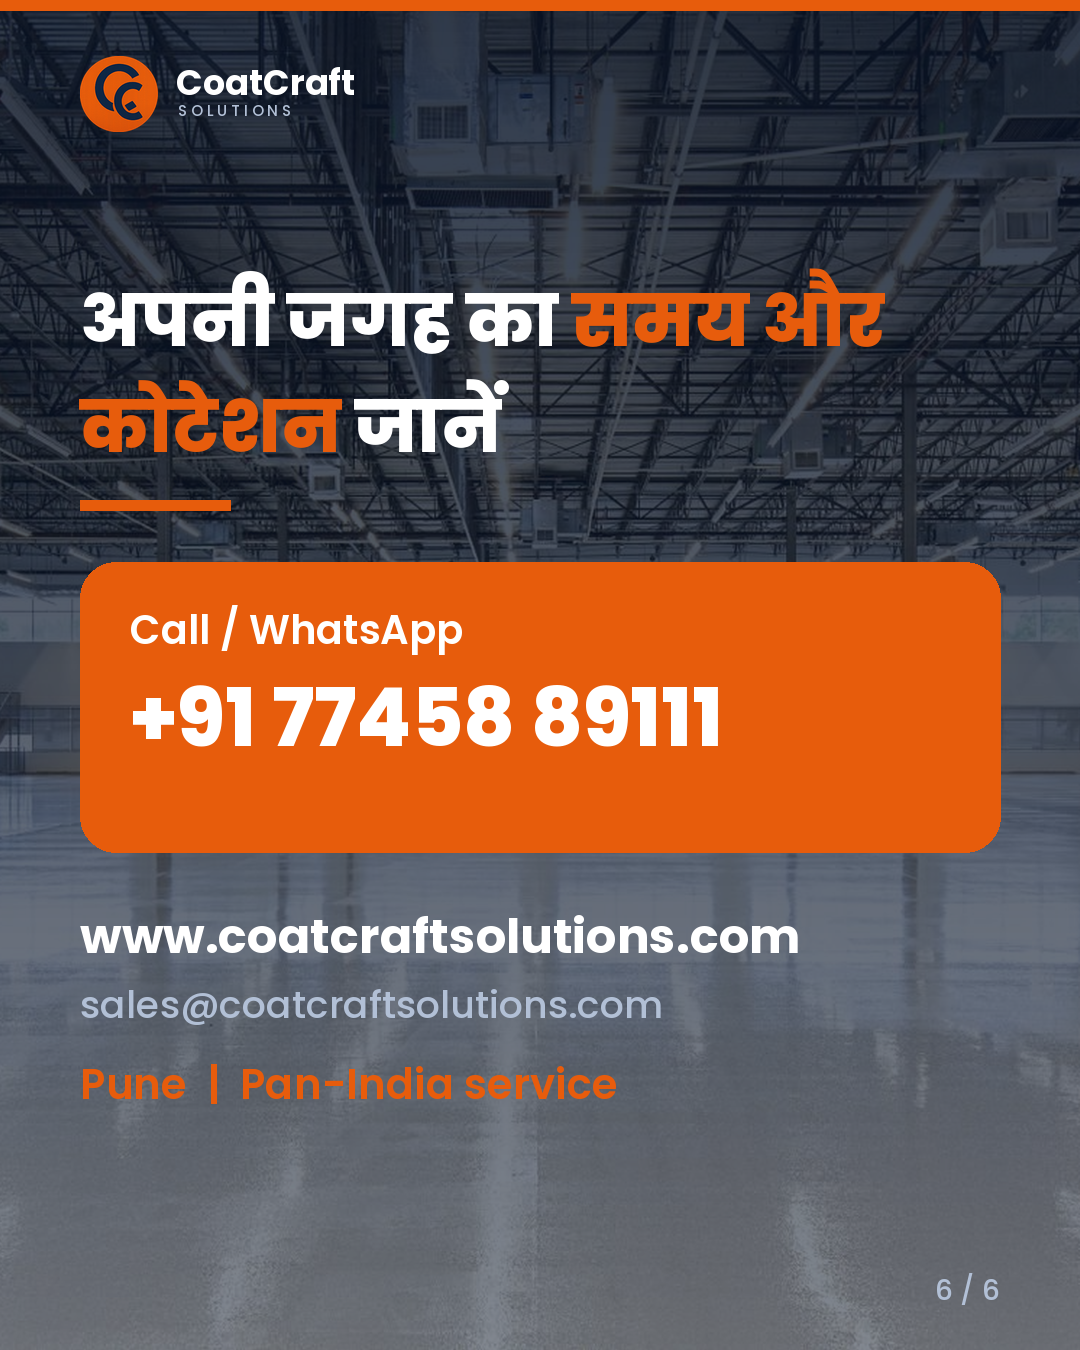 CoatCraft
SOLUTIONS
अपनी जगह का समय और
कोटेशन जानें
Call / WhatsApp
+91 77458 89111
www.coatcraftsolutions.com
sales@coatcraftsolutions.com
Pune | Pan-India service
6 / 6